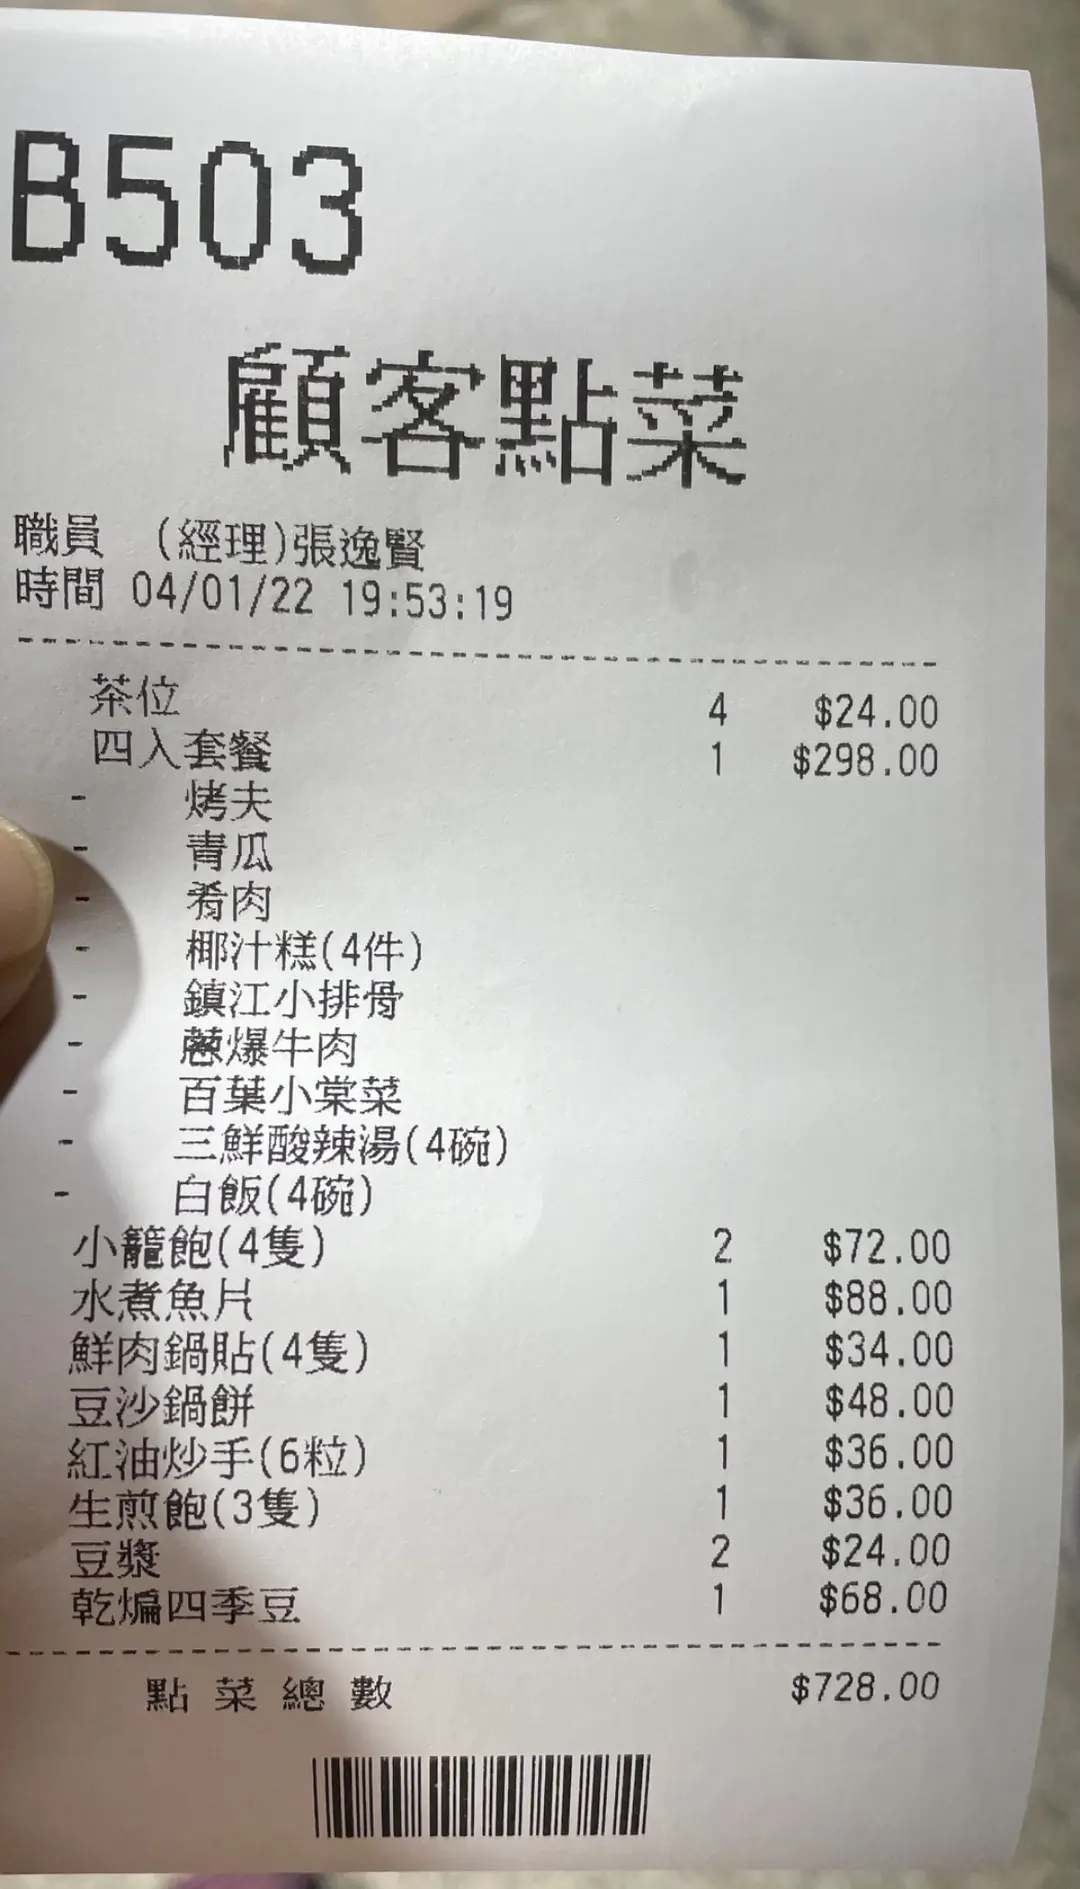 B503
顧客點菜
職員 (經理)張逸賢
時間 04/01/22 19:53:19
茶位 4 $24.00
四入套餐 1 $298.00
- 烤夫
- 青瓜
- 肴肉
- 椰汁糕(4件)
- 鎮江小排骨
- 蔥爆牛肉
- 百葉小棠菜
- 三鮮酸辣湯(4碗)
- 白飯(4碗)
小籠飽(4隻) 2 $72.00
水煮魚片 1 $88.00
鮮肉鍋貼(4隻) 1 $34.00
豆沙鍋餅 1 $48.00
紅油炒手(6粒) 1 $36.00
生煎飽(3隻) 1 $36.00
豆漿 2 $24.00
乾煸四季豆 1 $68.00
點菜總數 $728.00